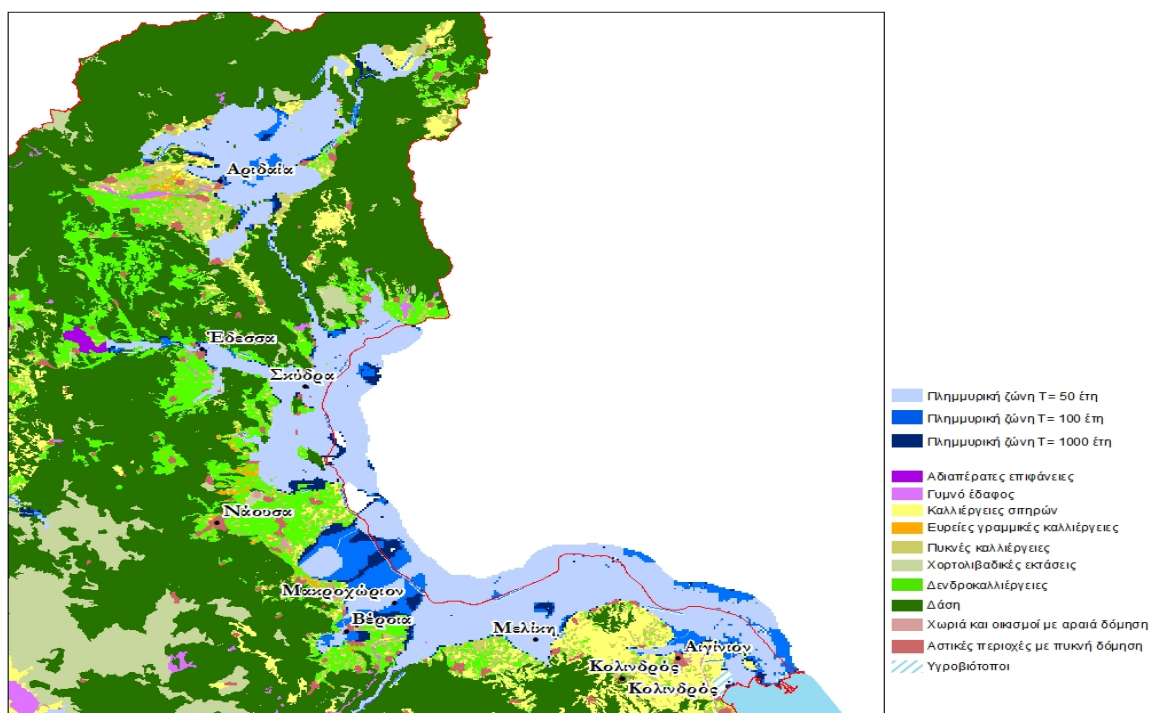 Αριδαία
Έδεσσα
Σκύδρα
Νάουσα
Μακροχώριον
Βέροια
Μελίκη
Αιγίνιον
Κολινδρός
Κολινδρός
Πλημμυρική ζώνη Τ= 50 έτη
Πλημμυρική ζώνη Τ= 100 έτη
Πλημμυρική ζώνη Τ= 1000 έτη
Αδιαπέρατες επιφάνειες
Γυμνό έδαφος
Καλλιέργειες σιτηρών
Ευρείες γραμμικές καλλιέργειες
Πυκνές καλλιέργειες
Χορτολιβαδικές εκτάσεις
Δενδροκαλλιέργειες
Δάση
Χωριά και οικισμοί με αραιά δόμηση
Αστικές περιοχές με πυκνή δόμηση
Υγροβιότοποι